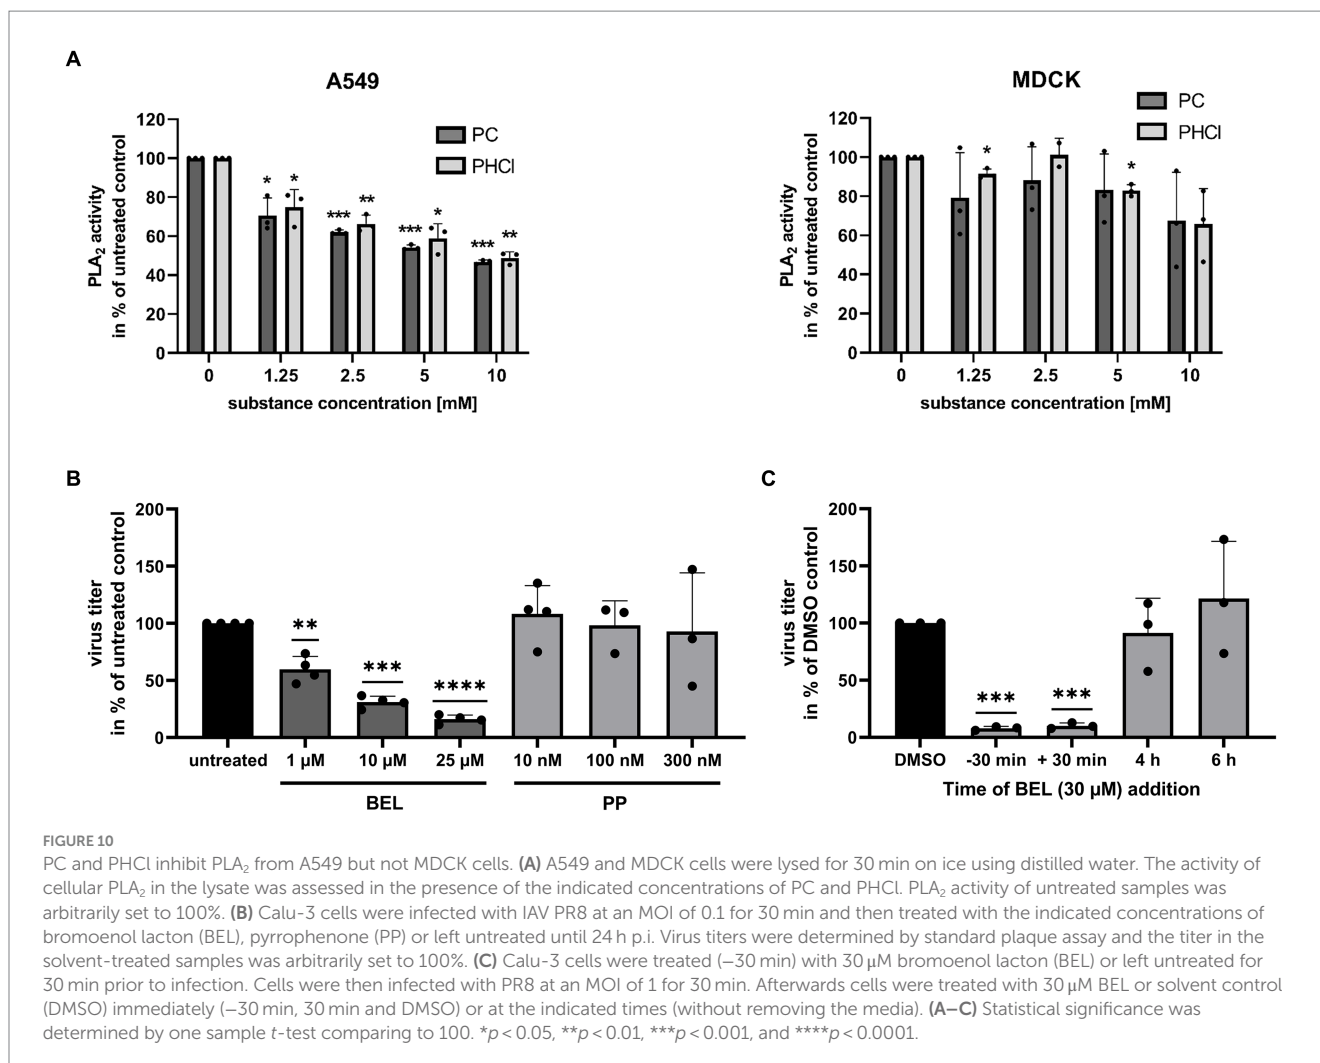 A
A549
PLA2 activity
in % of untreated control
120
100
80
60
40
20
0
PC
PHCl
* * *** ** *** * *** **
0 1.25 2.5 5 10
substance concentration [mM]
MDCK
PLA2 activity
in % of untreated control
120
100
80
60
40
20
0
PC
PHCl
* *
0 1.25 2.5 5 10
substance concentration [mM]
B
virus titer
in % of untreated control
200
150
100
50
0
** *** ****
untreated 1 µM 10 µM 25 µM 10 nM 100 nM 300 nM
BEL PP
C
virus titer
in % of DMSO control
200
150
100
50
0
*** ***
DMSO -30 min + 30 min 4 h 6 h
Time of BEL (30 µM) addition
FIGURE 10
PC and PHCl inhibit PLA2 from A549 but not MDCK cells. (A) A549 and MDCK cells were lysed for 30 min on ice using distilled water. The activity of
cellular PLA2 in the lysate was assessed in the presence of the indicated concentrations of PC and PHCl. PLA2 activity of untreated samples was
arbitrarily set to 100%. (B) Calu-3 cells were infected with IAV PR8 at an MOI of 0.1 for 30 min and then treated with the indicated concentrations of
bromoenol lacton (BEL), pyrrophenone (PP) or left untreated until 24 h p.i. Virus titers were determined by standard plaque assay and the titer in the
solvent-treated samples was arbitrarily set to 100%. (C) Calu-3 cells were treated (−30 min) with 30 µM bromoenol lacton (BEL) or left untreated for
30 min prior to infection. Cells were then infected with PR8 at an MOI of 1 for 30 min. Afterwards cells were treated with 30 µM BEL or solvent control
(DMSO) immediately (−30 min, 30 min and DMSO) or at the indicated times (without removing the media). (A–C) Statistical significance was
determined by one sample t-test comparing to 100. *p < 0.05, **p < 0.01, ***p < 0.001, and ****p < 0.0001.